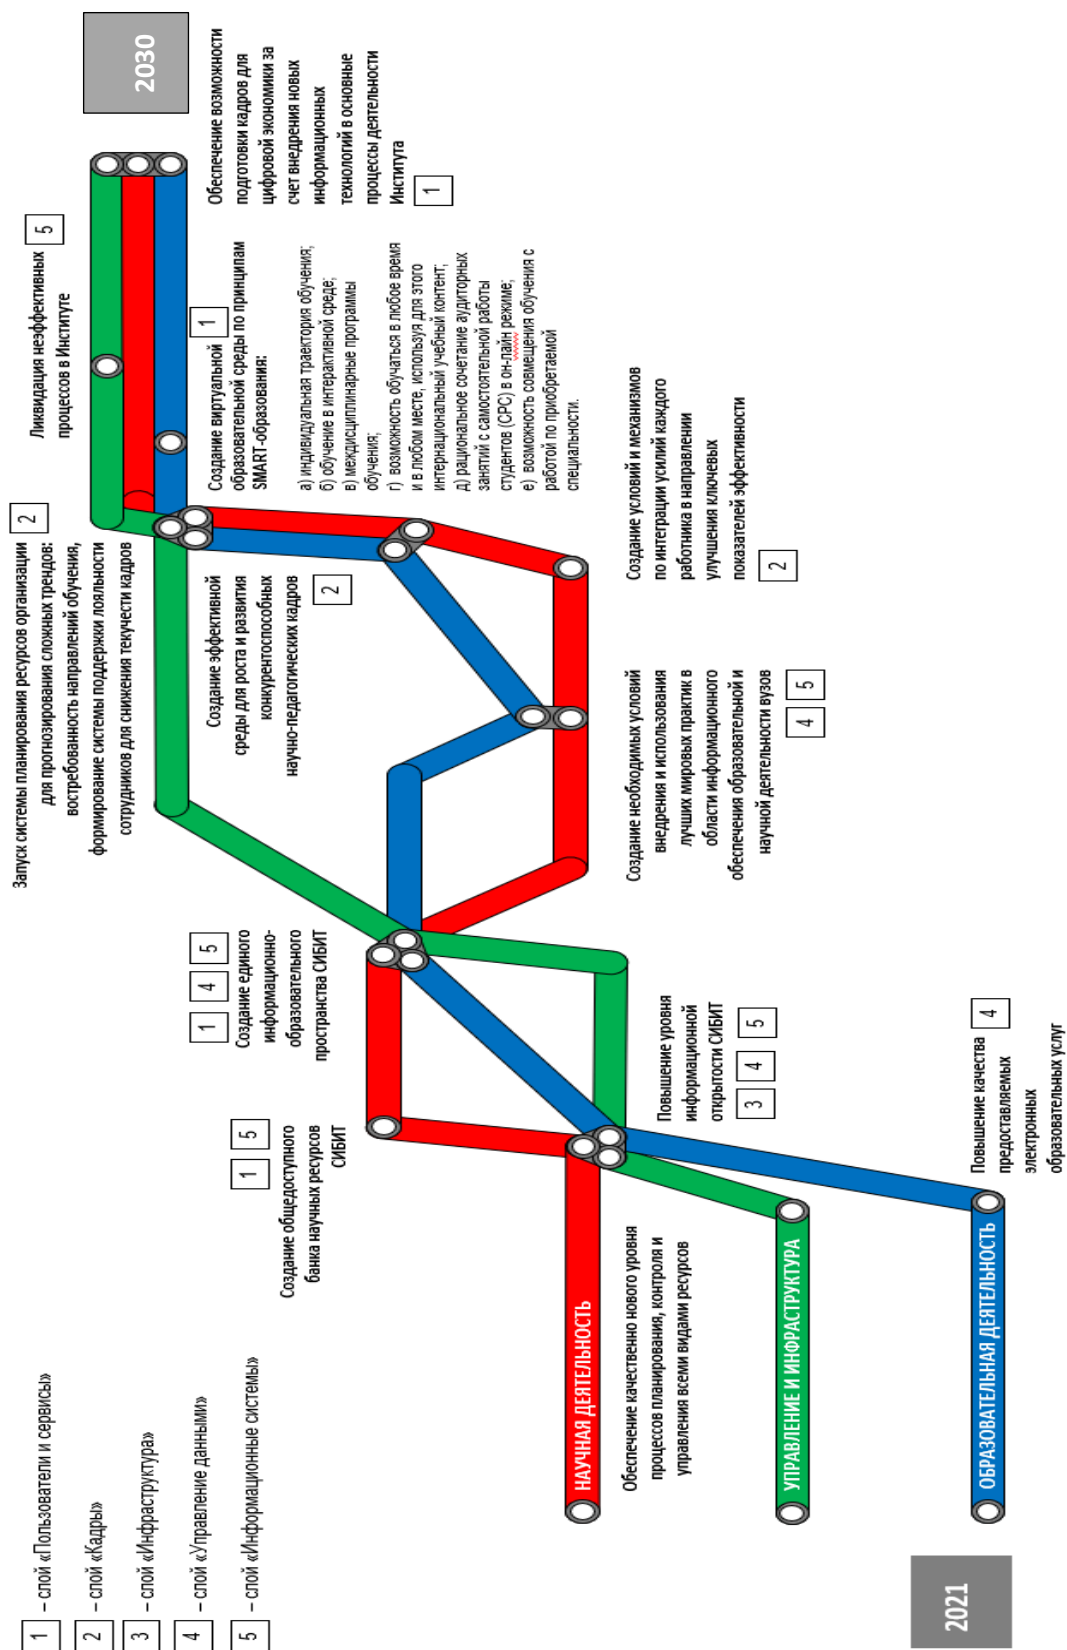 2030
Ликвидация неэффективных
процессов в Институте
5
Обеспечение возможности
подготовки кадров для
цифровой экономики за
счет внедрения новых
информационных
технологий в основные
процессы деятельности
Института
1
Запуск системы планирования ресурсов организации
для прогнозирования сложных трендов:
востребованность направлений обучения,
формирование системы поддержки лояльности
сотрудников для снижения текучести кадров
2
Создание виртуальной
образовательной среды по принципам
SMART-образования:
1
а) индивидуальная траектория обучения;
б) обучение в интерактивной среде;
в) междисциплинарные программы
обучения;
г) возможность обучаться в любое время
и в любом месте, используя для этого
интернациональный учебный контент;
д) рациональное сочетание аудиторных
занятий с самостоятельной работы
студентов (СРС) в он-лайн режиме;
е) возможность совмещения обучения с
работой по приобретаемой
специальности.
Создание эффективной
среды для роста и развития
конкурентоспособных
научно-педагогических кадров
2
Создание условий и механизмов
по интеграции усилий каждого
работника в направлении
улучшения ключевых
показателей эффективности
2
Создание необходимых условий
внедрения и использования
лучших мировых практик в
области информационного
обеспечения образовательной и
научной деятельности вузов
4 5
1 4 5
Создание единого
информационно-
образовательного
пространства СИБИТ
Повышение уровня
информационной
открытости СИБИТ
3 4 5
1 5
Создание общедоступного
банка научных ресурсов
СИБИТ
Повышение качества
предоставляемых
электронных
образовательных услуг
4
Обеспечение качественно нового уровня
процессов планирования, контроля и
управления всеми видами ресурсов
НАУЧНАЯ ДЕЯТЕЛЬНОСТЬ
УПРАВЛЕНИЕ И ИНФРАСТРУКТУРА
ОБРАЗОВАТЕЛЬНАЯ ДЕЯТЕЛЬНОСТЬ
1 – слой «Пользователи и сервисы»
2 – слой «Кадры»
3 – слой «Инфраструктура»
4 – слой «Управление данными»
5 – слой «Информационные системы»
2021